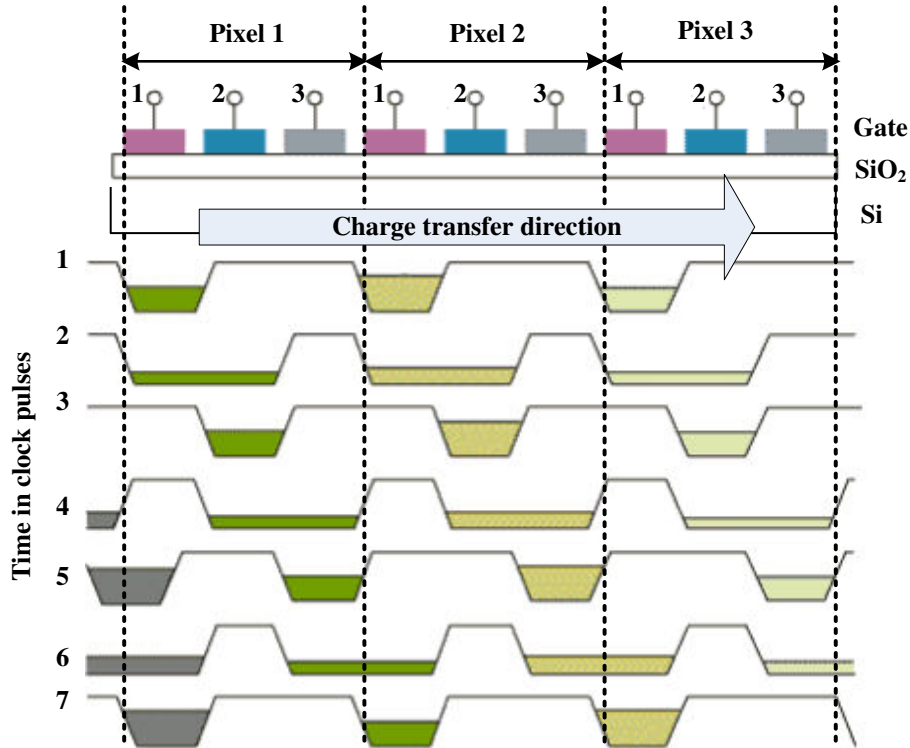 Pixel 1 Pixel 2 Pixel 3
1 2 3 1 2 3 1 2 3
Gate
SiO₂
Si
Charge transfer direction
Time in clock pulses
1
2
3
4
5
6
7